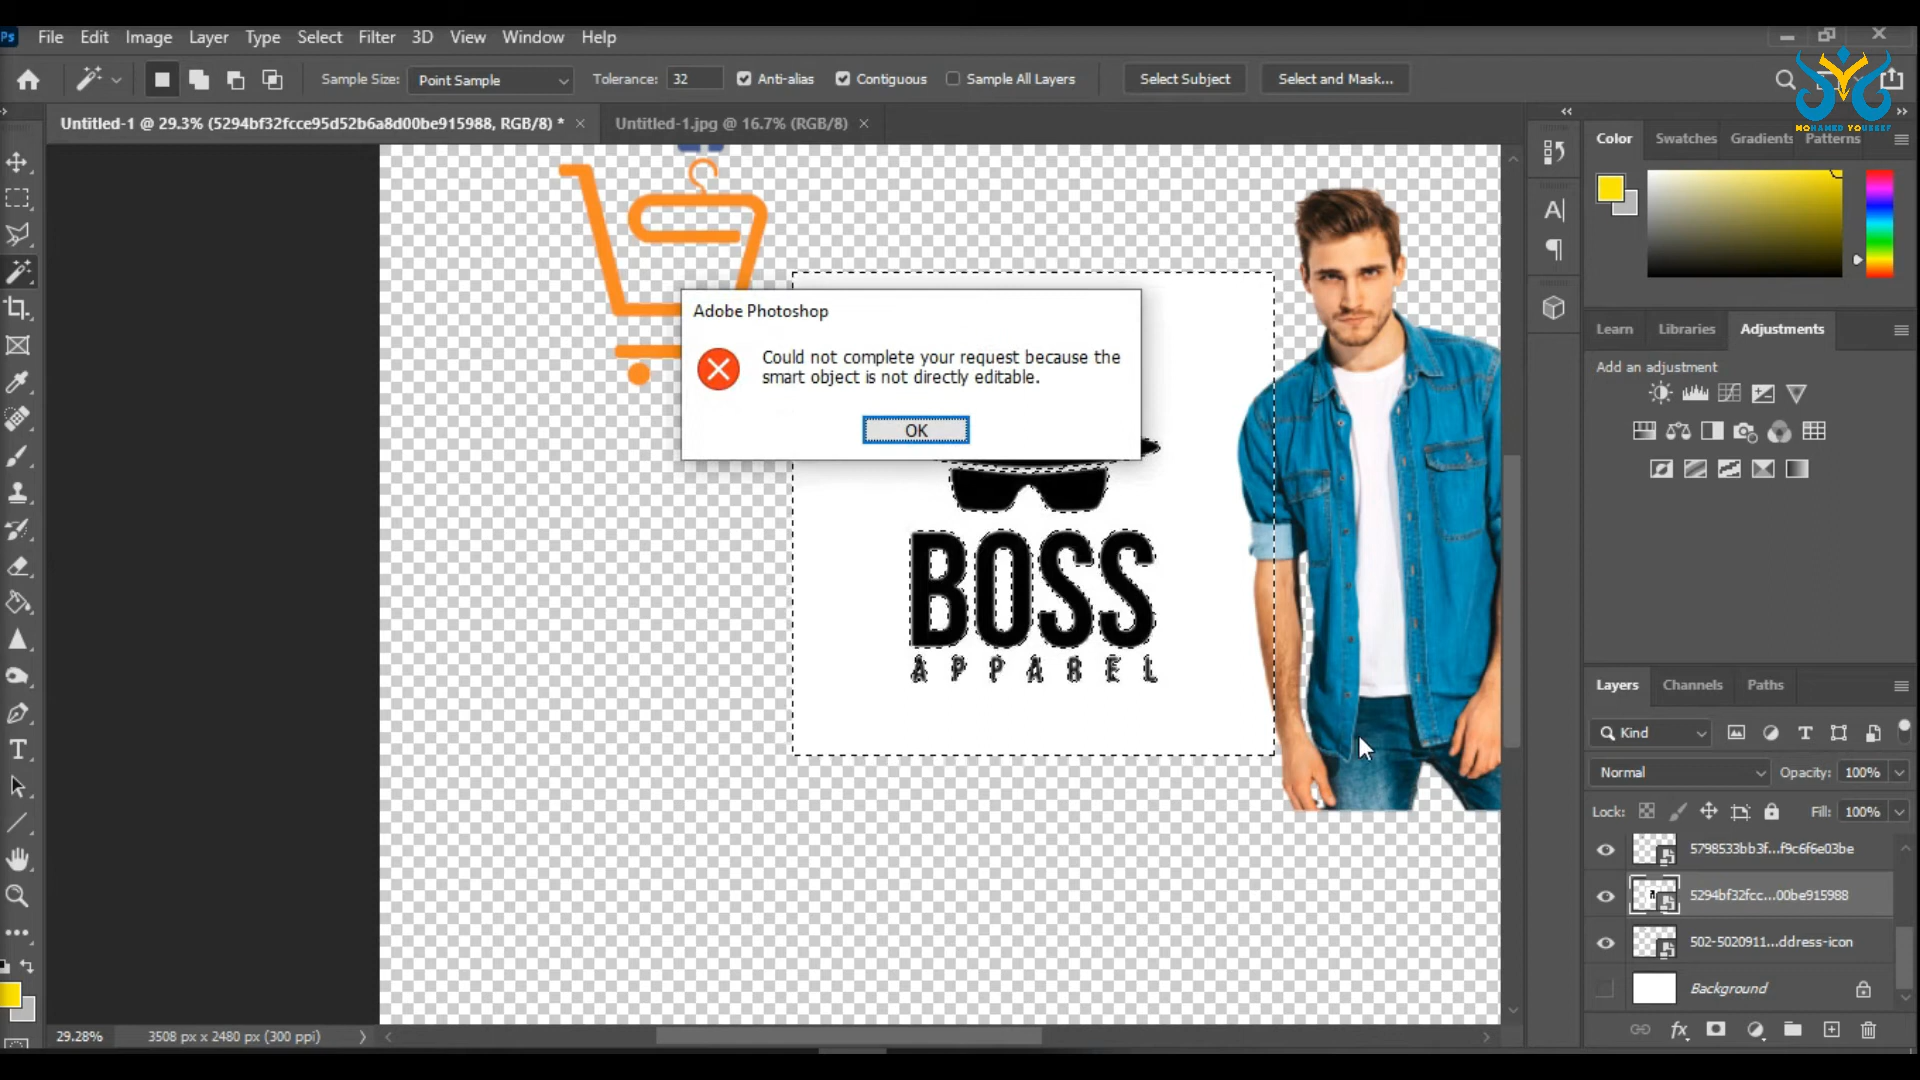 Ps File Edit Image Layer Type Select Filter 3D View Window Help
Sample Size: Point Sample Tolerance: 32 Anti-alias Contiguous Sample All Layers Select Subject Select and Mask...
MOHAMED YOUSSEF
Untitled-1 @ 29.3% (5294bf32fcce95d52b6a8d00be915988, RGB/8) * Untitled-1.jpg @ 16.7% (RGB/8)
Color Swatches Gradients Patterns
Adobe Photoshop
Could not complete your request because the
smart object is not directly editable.
OK
BOSS
APPAREL
Learn Libraries Adjustments
Add an adjustment
Layers Channels Paths
Kind
Normal Opacity: 100%
Lock: Fill: 100%
5798533bb3f...f9c6f6e03be
5294bf32fcc...00be915988
502-5020911...ddress-icon
Background
fx
29.28% 3508 px x 2480 px (300 ppi)